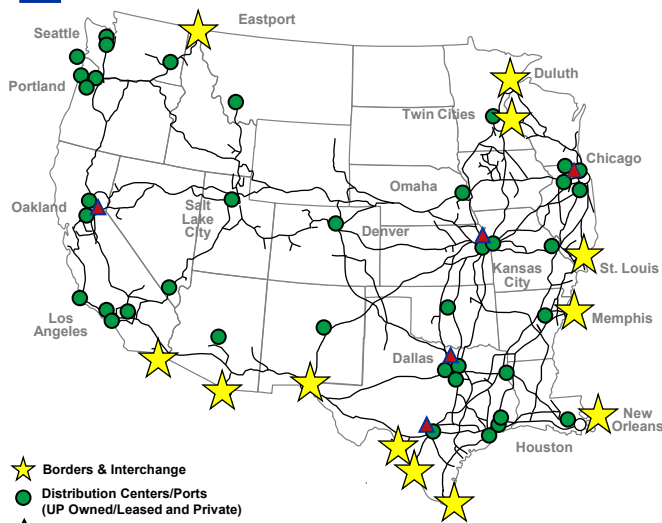 Eastport
Seattle
Duluth
Portland
Twin Cities
Chicago
Omaha
Oakland
Salt
Lake
City
Denver
Kansas
City
St. Louis
Los
Angeles
Memphis
Dallas
New
Orleans
Houston
Borders & Interchange
Distribution Centers/Ports
(UP Owned/Leased and Private)